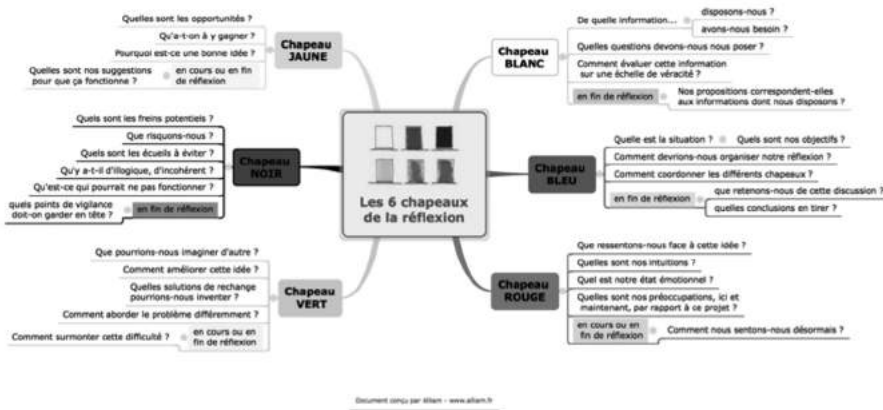 Les 6 chapeaux
de la réflexion
Chapeau
JAUNE
Quelles sont les opportunités ?
Qu'a-t-on à y gagner ?
Pourquoi est-ce une bonne idée ?
Quelles sont nos suggestions
pour que ça fonctionne ?
en cours ou en fin
de réflexion
Chapeau
NOIR
Quels sont les freins potentiels ?
Que risquons-nous ?
Quels sont les écueils à éviter ?
Qu'y a-t-il d'illogique, d'incohérent ?
Qu'est-ce qui pourrait ne pas fonctionner ?
quels points de vigilance
doit-on garder en tête ?
en fin de réflexion
Chapeau
VERT
Que pourrions-nous imaginer d'autre ?
Comment améliorer cette idée ?
Quelles solutions de rechange
pourrions-nous inventer ?
Comment aborder le problème différemment ?
Comment surmonter cette difficulté ?
en cours ou en
fin de réflexion
Chapeau
BLANC
De quelle information...
disposons-nous ?
avons-nous besoin ?
Quelles questions devons-nous nous poser ?
Comment évaluer cette information
sur une échelle de véracité ?
en fin de réflexion
Nos propositions correspondent-elles
aux informations dont nous disposons ?
Chapeau
BLEU
Quelle est la situation ?
Quels sont nos objectifs ?
Comment devrions-nous organiser notre réflexion ?
Comment coordonner les différents chapeaux ?
en fin de réflexion
que retenons-nous de cette discussion ?
quelles conclusions en tirer ?
Chapeau
ROUGE
Que ressentons-nous face à cette idée ?
Quelles sont nos intuitions ?
Quel est notre état émotionnel ?
Quelles sont nos préoccupations, ici et
maintenant, par rapport à ce projet ?
en cours ou en
fin de réflexion
Comment nous sentons-nous désormais ?
Document conçu par